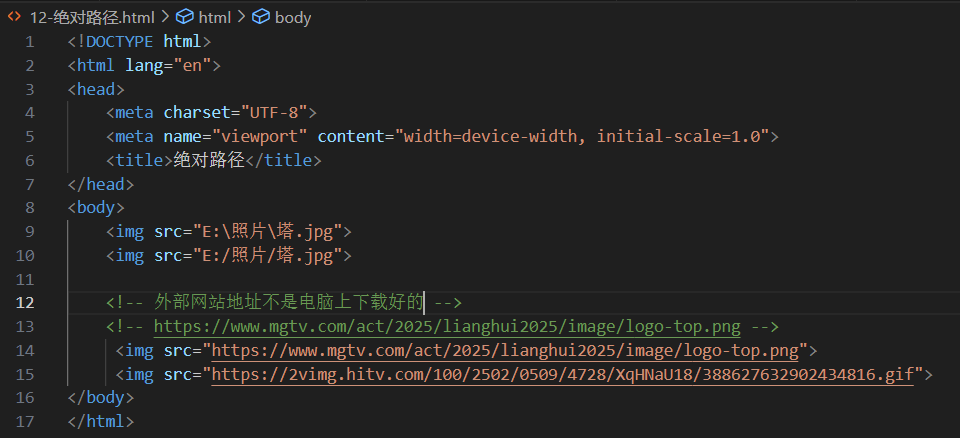 12-绝对路径.html > html > body
1 <!DOCTYPE html>
2 <html lang="en">
3 <head>
4 <meta charset="UTF-8">
5 <meta name="viewport" content="width=device-width, initial-scale=1.0">
6 <title>绝对路径</title>
7 </head>
8 <body>
9 <img src="E:\照片\塔.jpg">
10 <img src="E:/照片/塔.jpg">
11
12 <!-- 外部网站地址不是电脑上下载好的 -->
13 <!-- https://www.mgtv.com/act/2025/lianghui2025/image/logo-top.png -->
14 <img src="https://www.mgtv.com/act/2025/lianghui2025/image/logo-top.png">
15 <img src="https://2vimg.hitv.com/100/2502/0509/4728/XqHNaU18/388627632902434816.gif">
16 </body>
17 </html>